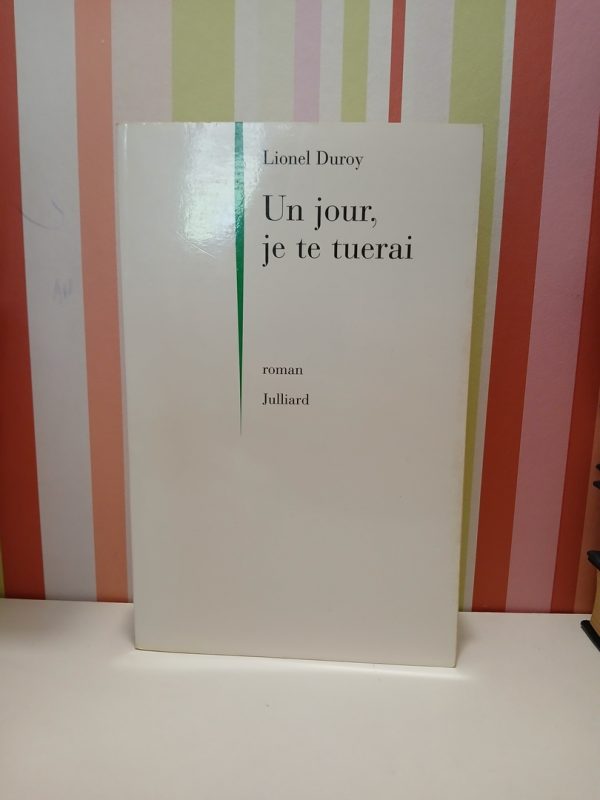 Lionel Duroy
Un jour,
je te tuerai
roman
Julliard